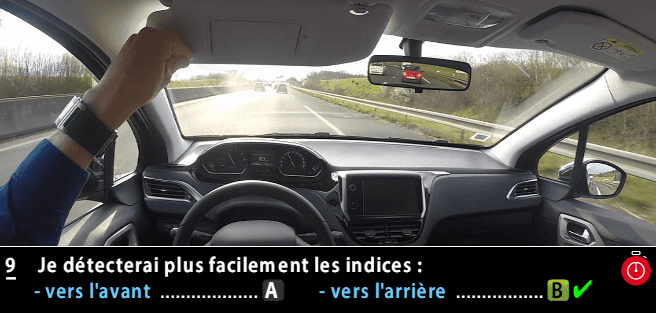 9 Je détecterai plus facilement les indices :
- vers l'avant ................... A - vers l'arrière .................. B ✔